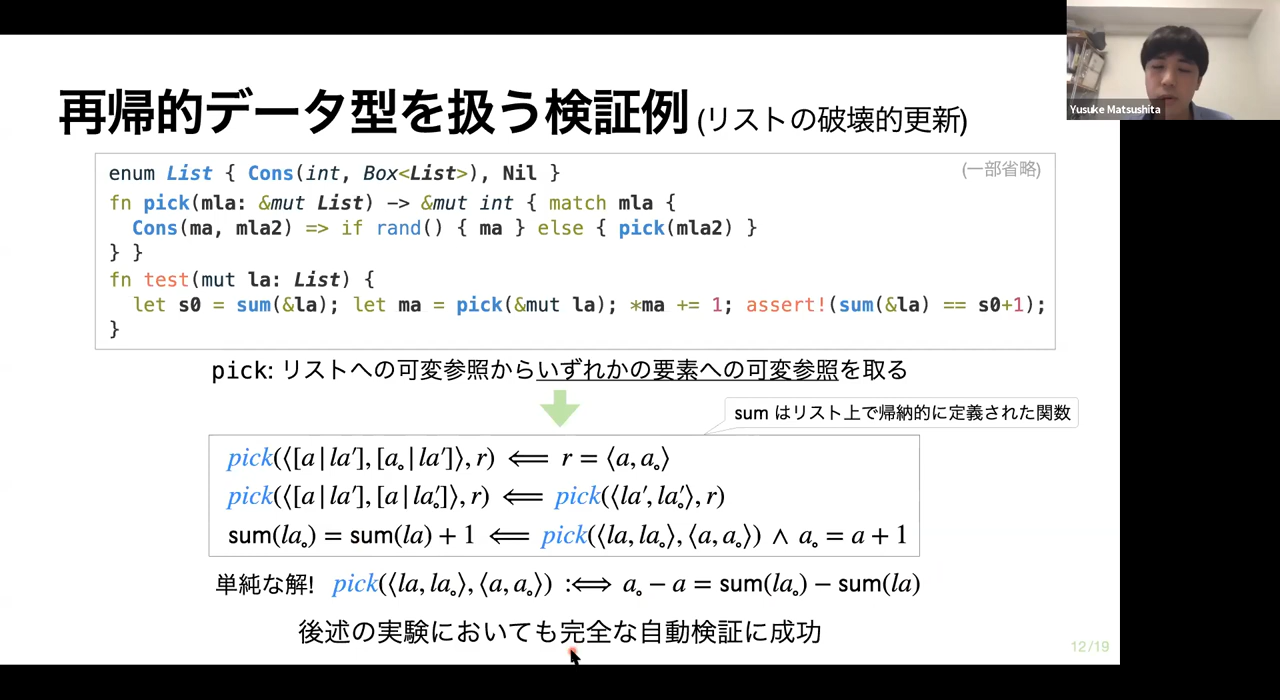 再帰的データ型を扱う検証例 (リストの破壊的更新)
Yusuke Matsushita
enum List { Cons(int, Box<List>), Nil }
(一部省略)
fn pick(mla: &mut List) -> &mut int { match mla {
Cons(ma, mla2) => if rand() { ma } else { pick(mla2) }
} }
fn test(mut la: List) {
let s0 = sum(&la); let ma = pick(&mut la); *ma += 1; assert!(sum(&la) == s0+1);
}
pick: リストへの可変参照からいずれかの要素への可変参照を取る
sum はリスト上で帰納的に定義された関数
pick(⟨[a|la′],[a∘|la′]⟩,r) ⟸ r = ⟨a,a∘⟩
pick(⟨[a|la′],[a|la∘′]⟩,r) ⟸ pick(⟨la′,la∘′⟩,r)
sum(la∘) = sum(la) + 1 ⟸ pick(⟨la,la∘⟩,⟨a,a∘⟩) ∧ a∘ = a + 1
単純な解! pick(⟨la,la∘⟩,⟨a,a∘⟩) :⟺ a∘ − a = sum(la∘) − sum(la)
後述の実験においても完全な自動検証に成功
12/19